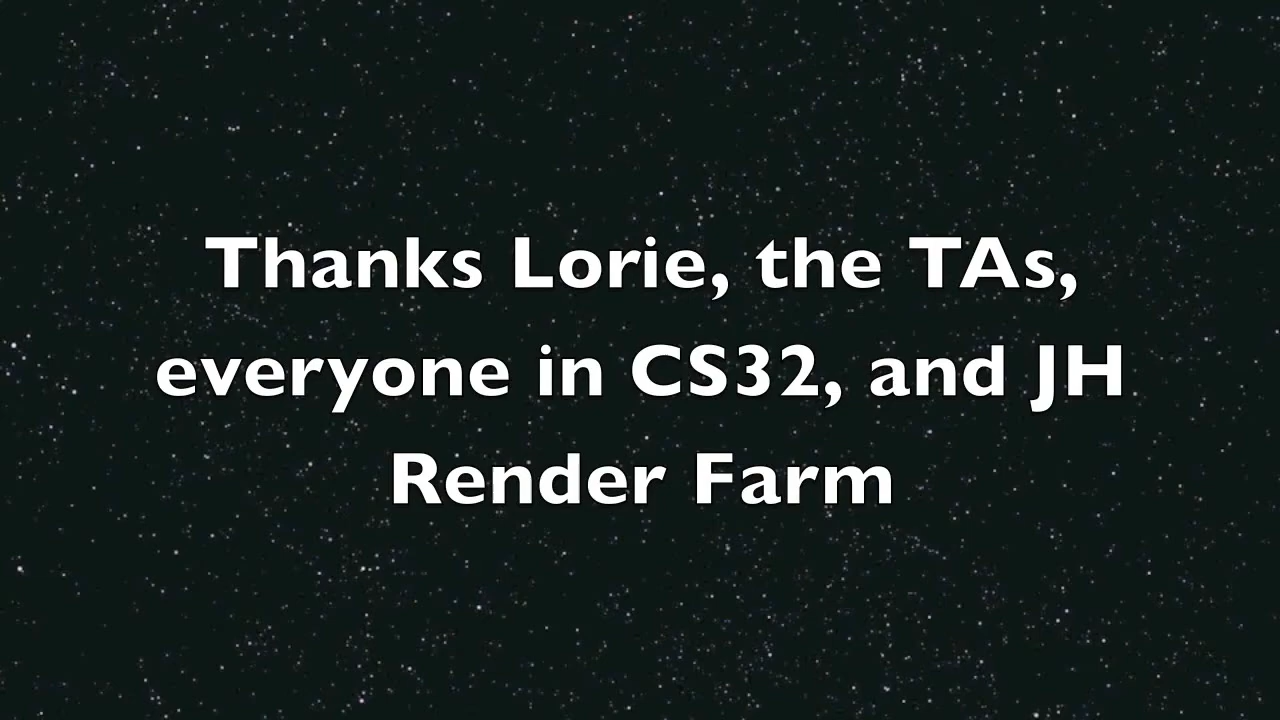 Thanks Lorie, the TAs,
everyone in CS32, and JH
Render Farm